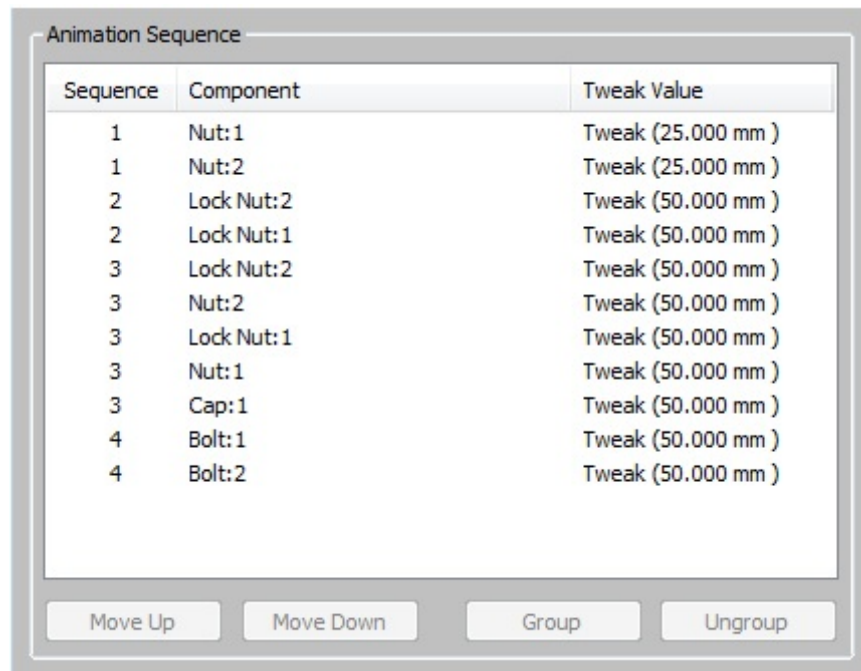 Animation Sequence
Sequence Component Tweak Value
1 Nut:1 Tweak (25.000 mm )
1 Nut:2 Tweak (25.000 mm )
2 Lock Nut:2 Tweak (50.000 mm )
2 Lock Nut:1 Tweak (50.000 mm )
3 Lock Nut:2 Tweak (50.000 mm )
3 Nut:2 Tweak (50.000 mm )
3 Lock Nut:1 Tweak (50.000 mm )
3 Nut:1 Tweak (50.000 mm )
3 Cap:1 Tweak (50.000 mm )
4 Bolt:1 Tweak (50.000 mm )
4 Bolt:2 Tweak (50.000 mm )
Move Up Move Down Group Ungroup